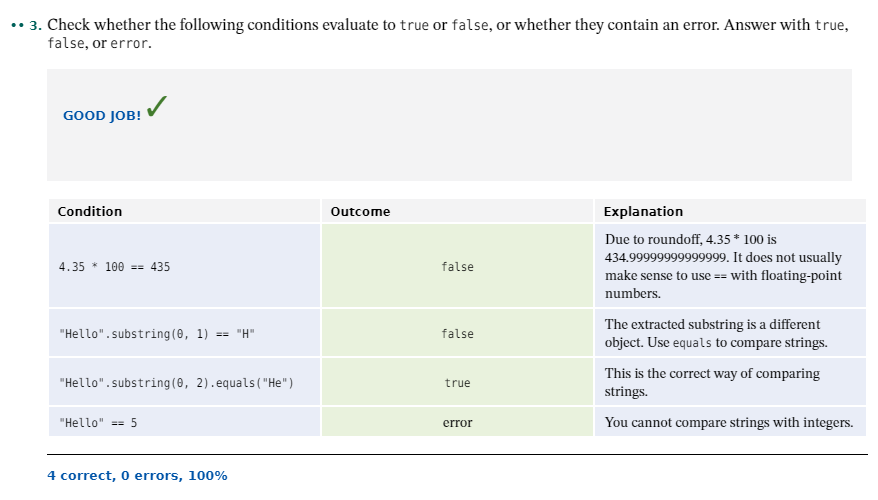 •• 3. Check whether the following conditions evaluate to true or false, or whether they contain an error. Answer with true,
false, or error.
GOOD JOB! ✓
Condition Outcome Explanation
4.35 * 100 == 435 false Due to roundoff, 4.35 * 100 is
434.99999999999999. It does not usually
make sense to use == with floating-point
numbers.
"Hello".substring(0, 1) == "H" false The extracted substring is a different
object. Use equals to compare strings.
"Hello".substring(0, 2).equals("He") true This is the correct way of comparing
strings.
"Hello" == 5 error You cannot compare strings with integers.
4 correct, 0 errors, 100%